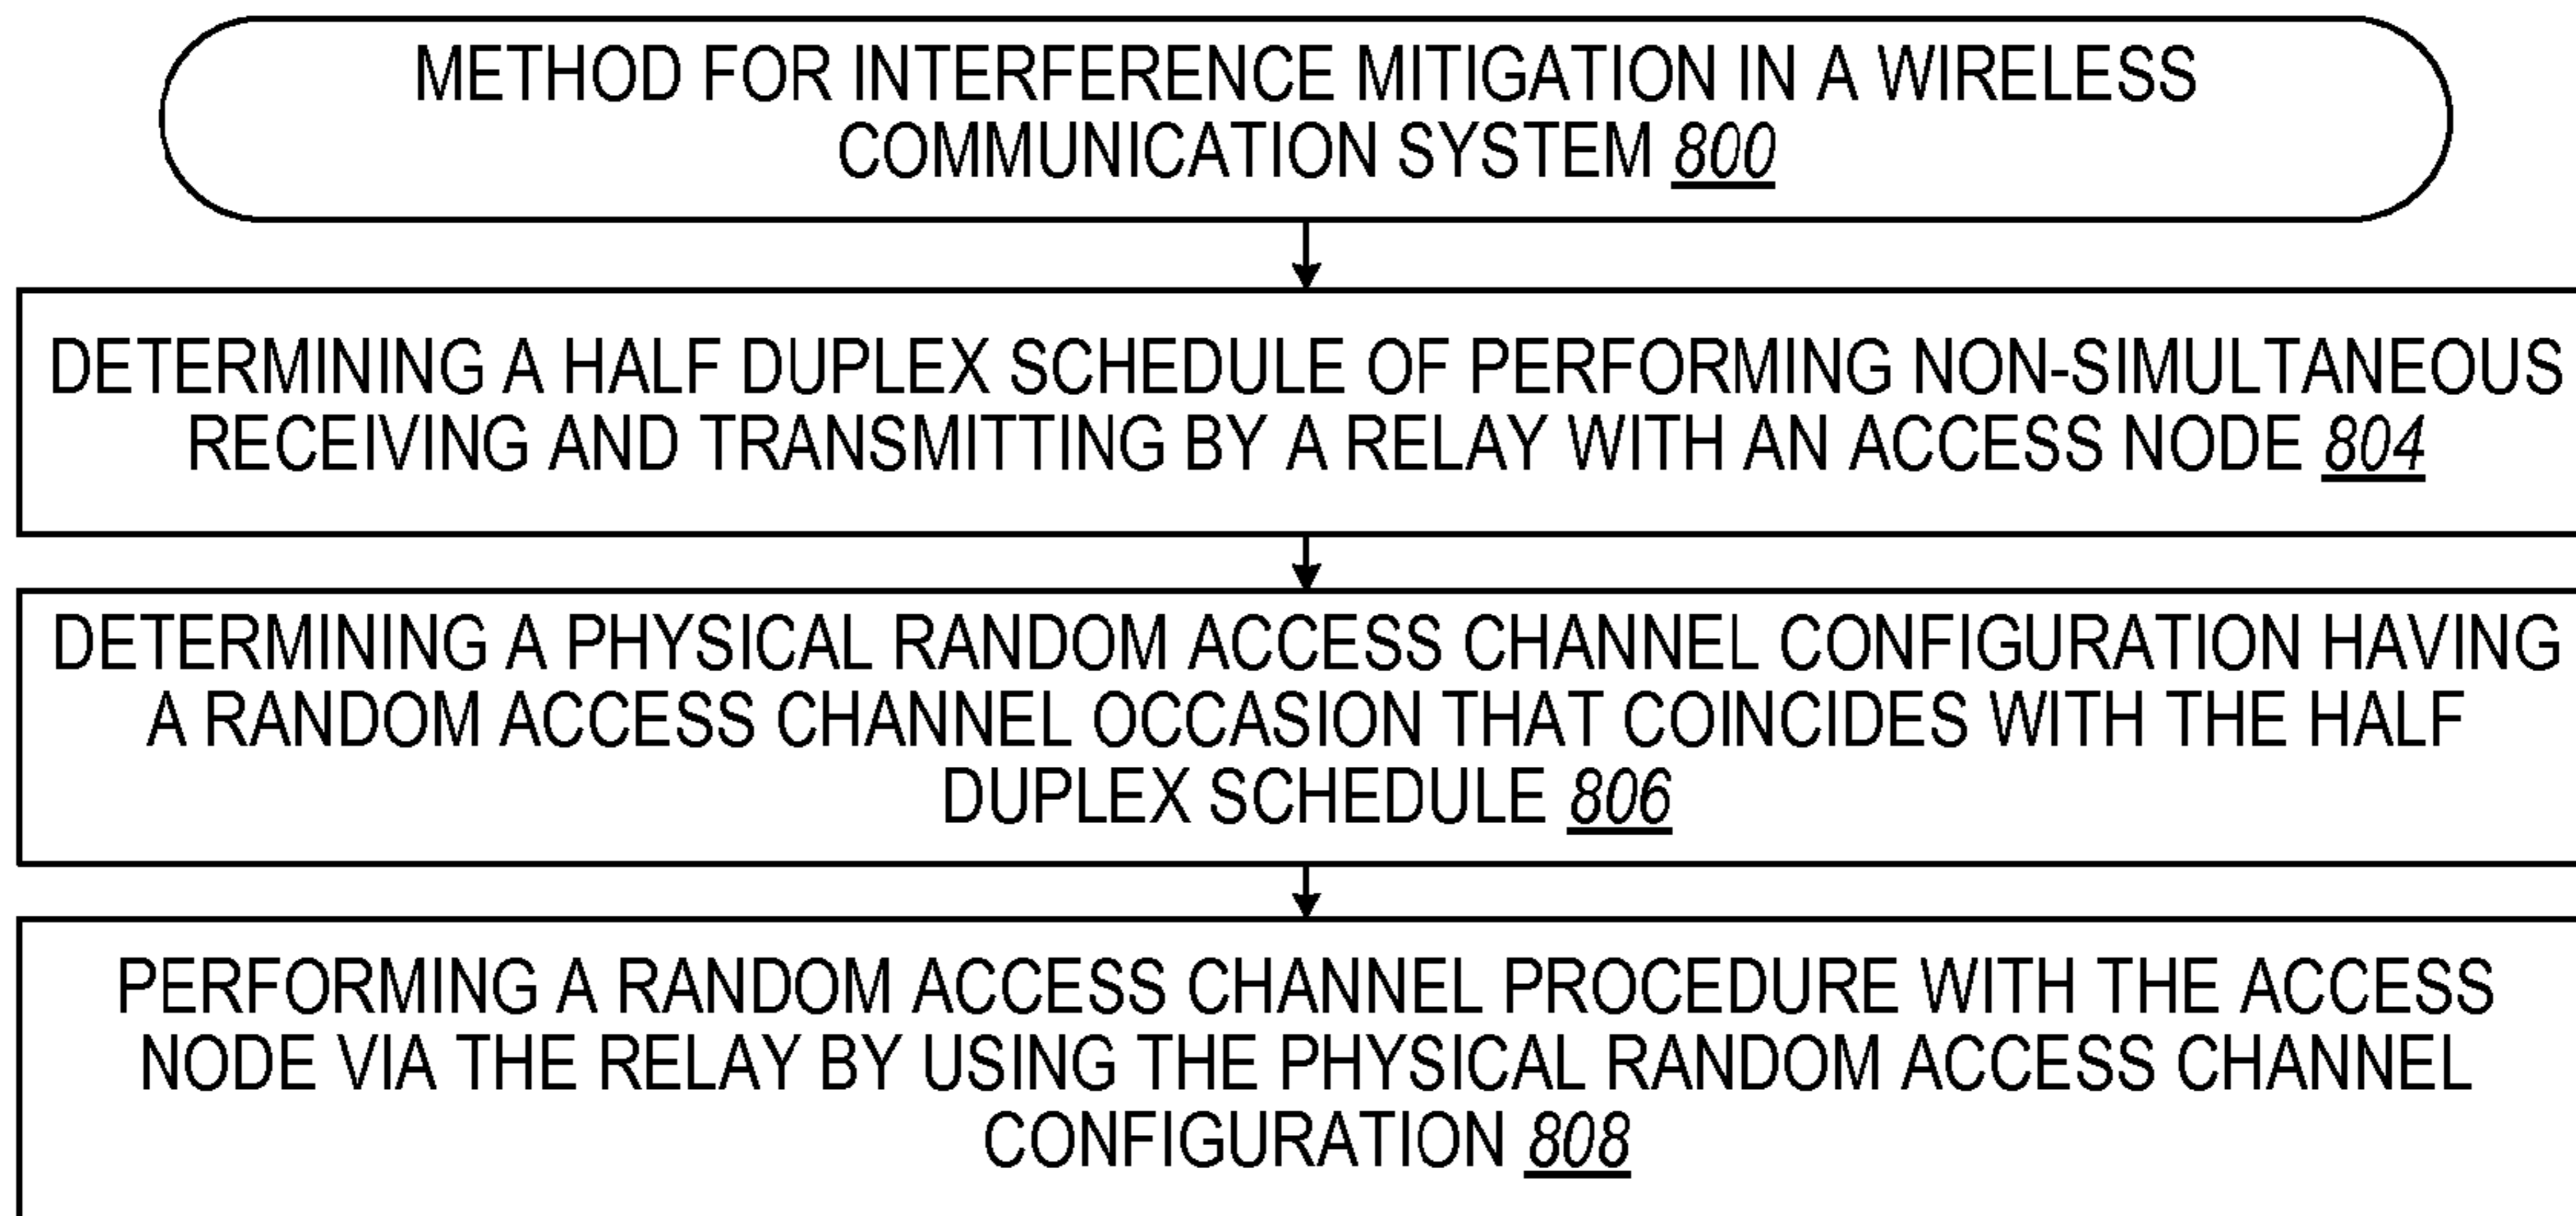 METHOD FOR INTERFERENCE MITIGATION IN A WIRELESS
COMMUNICATION SYSTEM 800
DETERMINING A HALF DUPLEX SCHEDULE OF PERFORMING NON-SIMULTANEOUS
RECEIVING AND TRANSMITTING BY A RELAY WITH AN ACCESS NODE 804
DETERMINING A PHYSICAL RANDOM ACCESS CHANNEL CONFIGURATION HAVING
A RANDOM ACCESS CHANNEL OCCASION THAT COINCIDES WITH THE HALF
DUPLEX SCHEDULE 806
PERFORMING A RANDOM ACCESS CHANNEL PROCEDURE WITH THE ACCESS
NODE VIA THE RELAY BY USING THE PHYSICAL RANDOM ACCESS CHANNEL
CONFIGURATION 808